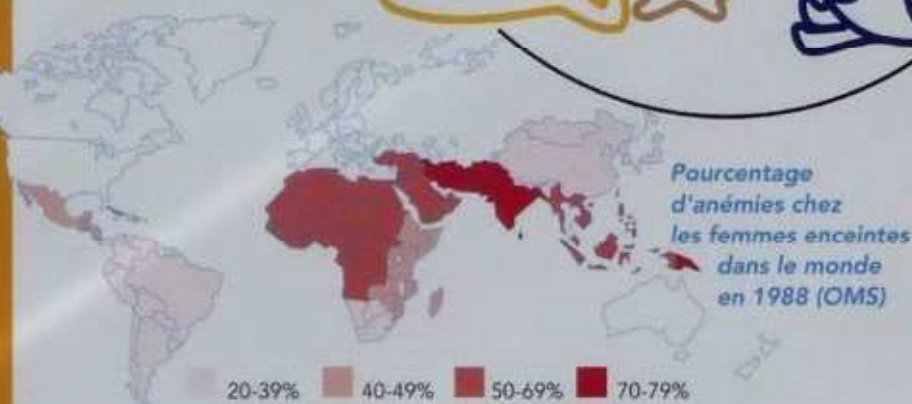 Pourcentage
d'anémies chez
les femmes enceintes
dans le monde
en 1988 (OMS)
20-39% 40-49% 50-69% 70-79%